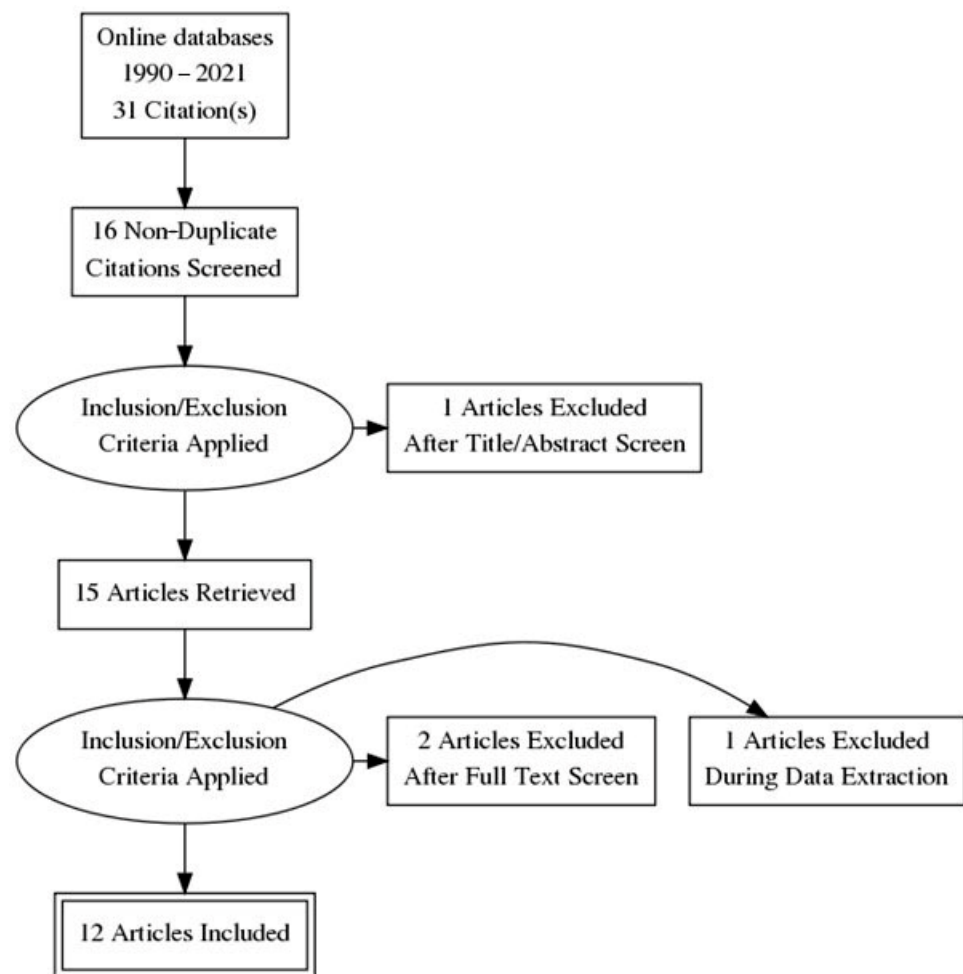 Online databases
1990 – 2021
31 Citation(s)
16 Non-Duplicate
Citations Screened
Inclusion/Exclusion
Criteria Applied
1 Articles Excluded
After Title/Abstract Screen
15 Articles Retrieved
Inclusion/Exclusion
Criteria Applied
2 Articles Excluded
After Full Text Screen
1 Articles Excluded
During Data Extraction
12 Articles Included